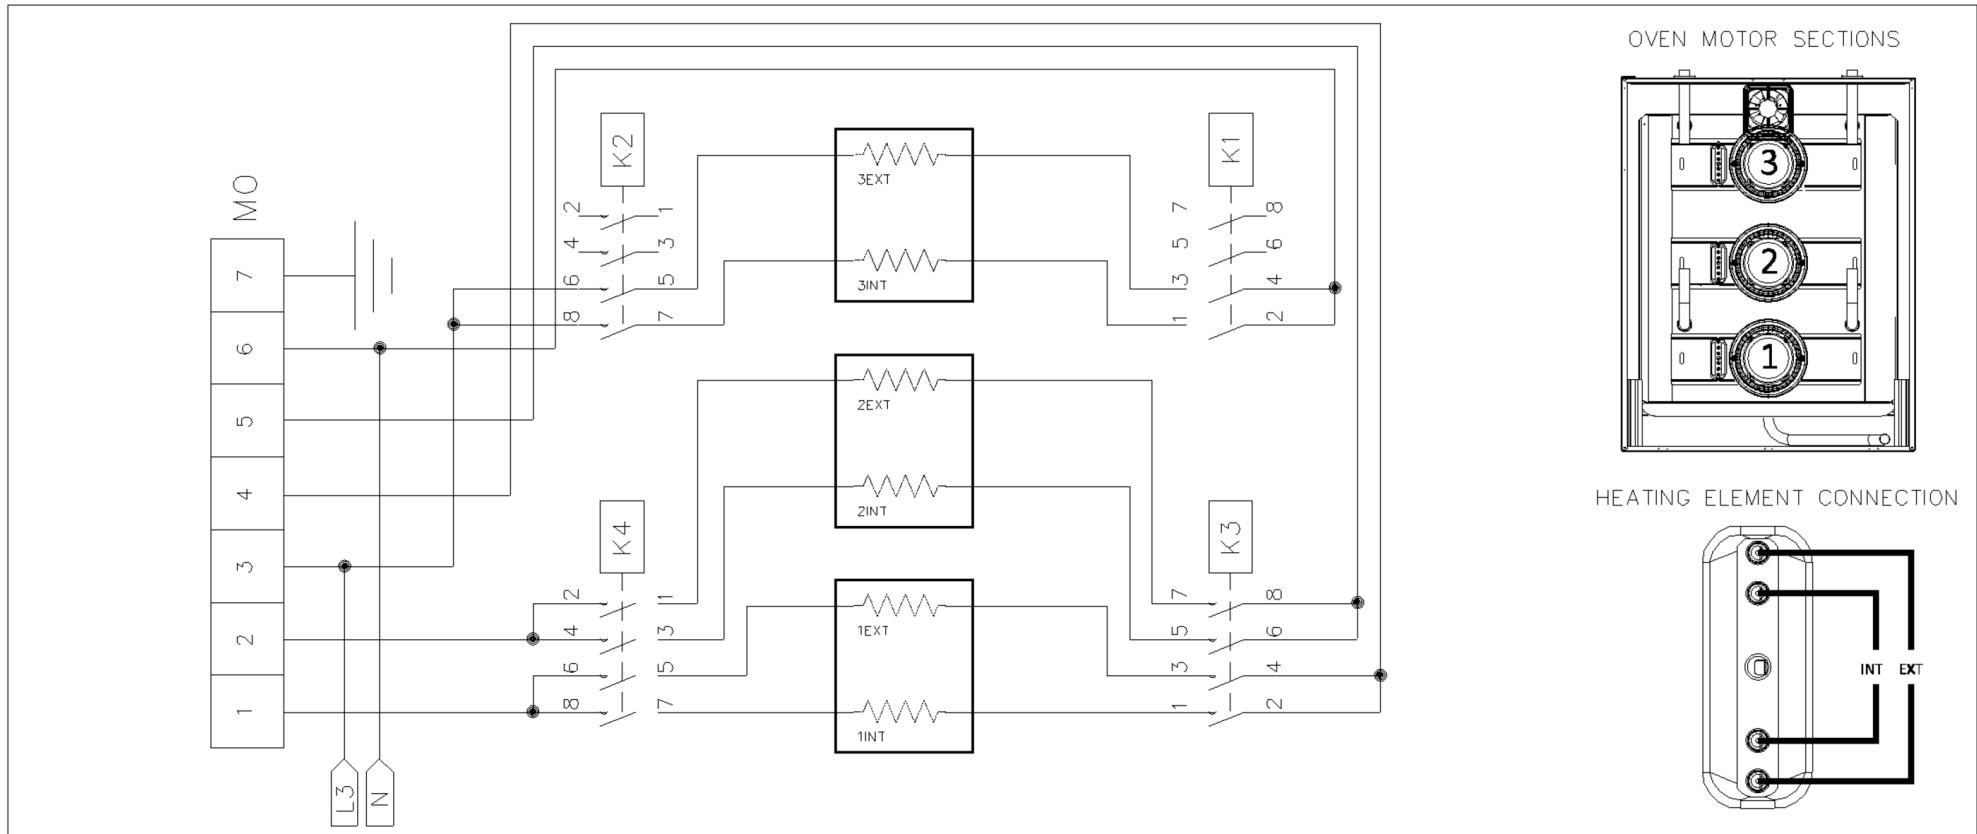 OVEN MOTOR SECTIONS
3
2
1
HEATING ELEMENT CONNECTION
INT EXT
MO
7
6
5
4
3
2
1
L3
N
K2
2 1
4 3
6 5
8 7
3EXT
3INT
K1
7 8
5 6
3 4
1 2
2EXT
2INT
K4
2 1
4 3
6 5
8 7
1EXT
1INT
K3
7 8
5 6
3 4
1 2